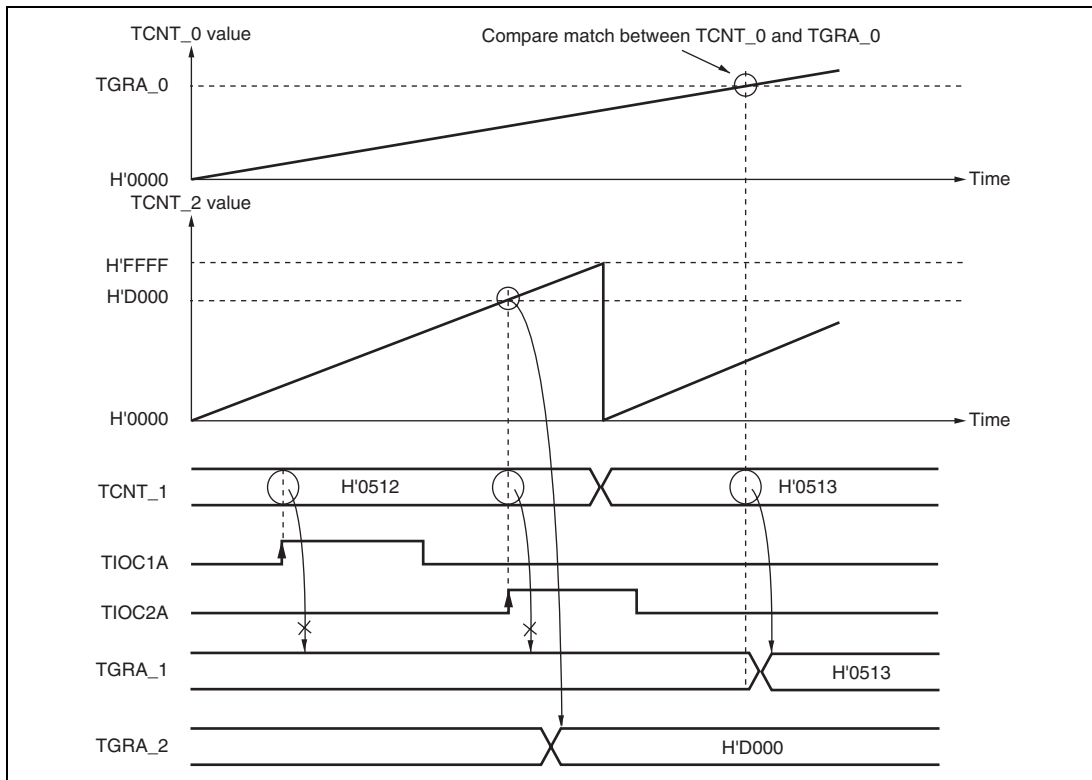 TCNT_0 value
Compare match between TCNT_0 and TGRA_0
TGRA_0
H'0000
Time
TCNT_2 value
H'FFFF
H'D000
H'0000
Time
TCNT_1
H'0512
H'0513
TIOC1A
TIOC2A
TGRA_1
H'0513
TGRA_2
H'D000